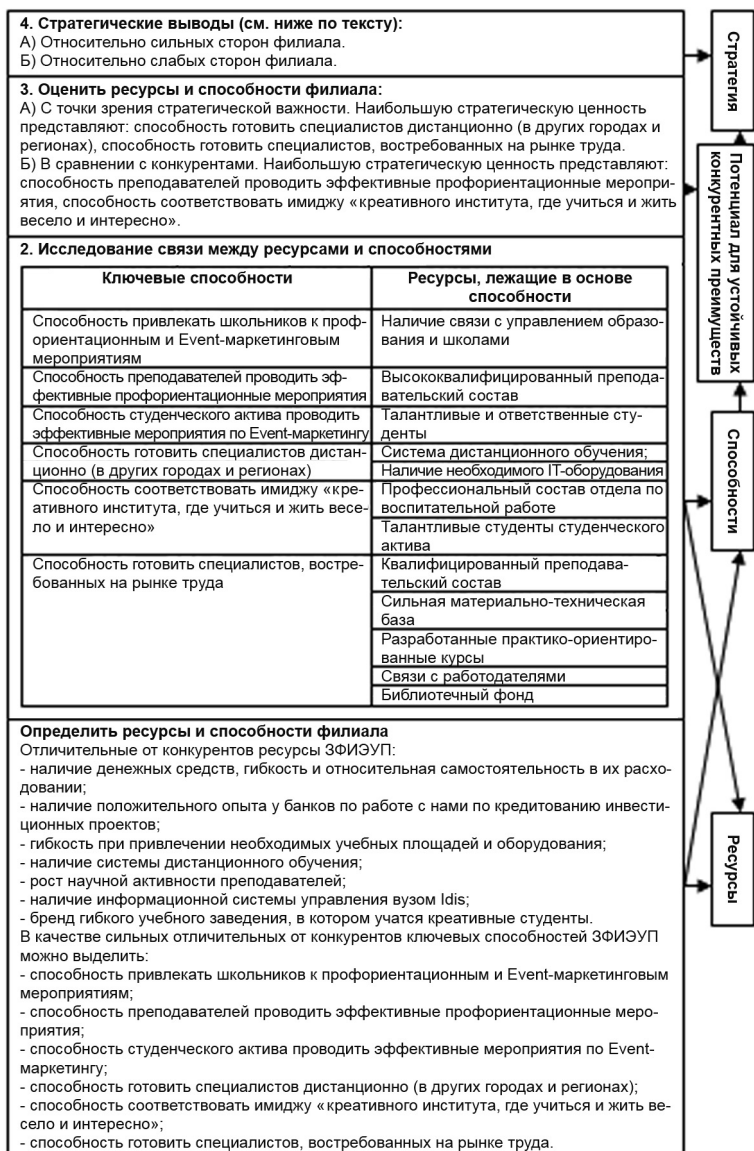 4. Стратегические выводы (см. ниже по тексту):
А) Относительно сильных сторон филиала.
Б) Относительно слабых сторон филиала.
3. Оценить ресурсы и способности филиала:
А) С точки зрения стратегической важности. Наибольшую стратегическую ценность
представляют: способность готовить специалистов дистанционно (в других городах и
регионах), способность готовить специалистов, востребованных на рынке труда.
Б) В сравнении с конкурентами. Наибольшую стратегическую ценность представляют:
способность преподавателей проводить эффективные профориентационные меропри-
ятия, способность соответствовать имиджу «креативного института, где учиться и жить
весело и интересно».
2. Исследование связи между ресурсами и способностями
Ключевые способности
Ресурсы, лежащие в основе
способности
Способность привлекать школьников к проф-
ориентационным и Event-маркетинговым
мероприятиям
Наличие связи с управлением образо-
вания и школами
Способность преподавателей проводить эф-
фективные профориентационные мероприятия
Высококвалифицированный препода-
вательский состав
Способность студенческого актива проводить
эффективные мероприятия по Event-маркетингу
Талантливые и ответственные сту-
денты
Способность готовить специалистов дистан-
ционно (в других городах и регионах)
Система дистанционного обучения;
Наличие необходимого IT-оборудования
Способность соответствовать имиджу «кре-
ативного института, где учиться и жить весе-
ло и интересно»
Профессиональный состав отдела по
воспитательной работе
Талантливые студенты студенческого
актива
Способность готовить специалистов, востре-
бованных на рынке труда
Квалифицированный преподава-
тельский состав
Сильная материально-техническая
база
Разработанные практико-ориентиро-
ванные курсы
Связи с работодателями
Библиотечный фонд
Определить ресурсы и способности филиала
Отличительные от конкурентов ресурсы ЗФИЭУП:
- наличие денежных средств, гибкость и относительная самостоятельность в их расхо-
довании;
- наличие положительного опыта у банков по работе с нами по кредитованию инвести-
ционных проектов;
- гибкость при привлечении необходимых учебных площадей и оборудования;
- наличие системы дистанционного обучения;
- рост научной активности преподавателей;
- наличие информационной системы управления вузом Idis;
- бренд гибкого учебного заведения, в котором учатся креативные студенты.
В качестве сильных отличительных от конкурентов ключевых способностей ЗФИЭУП
можно выделить:
- способность привлекать школьников к профориентационным и Event-маркетинговым
мероприятиям;
- способность преподавателей проводить эффективные профориентационные меро-
приятия;
- способность студенческого актива проводить эффективные мероприятия по Event-
маркетингу;
- способность готовить специалистов дистанционно (в других городах и регионах);
- способность соответствовать имиджу «креативного института, где учиться и жить ве-
село и интересно»;
- способность готовить специалистов, востребованных на рынке труда.
Стратегия
Потенциал для устойчивых
конкурентных преимуществ
Способности
Ресурсы